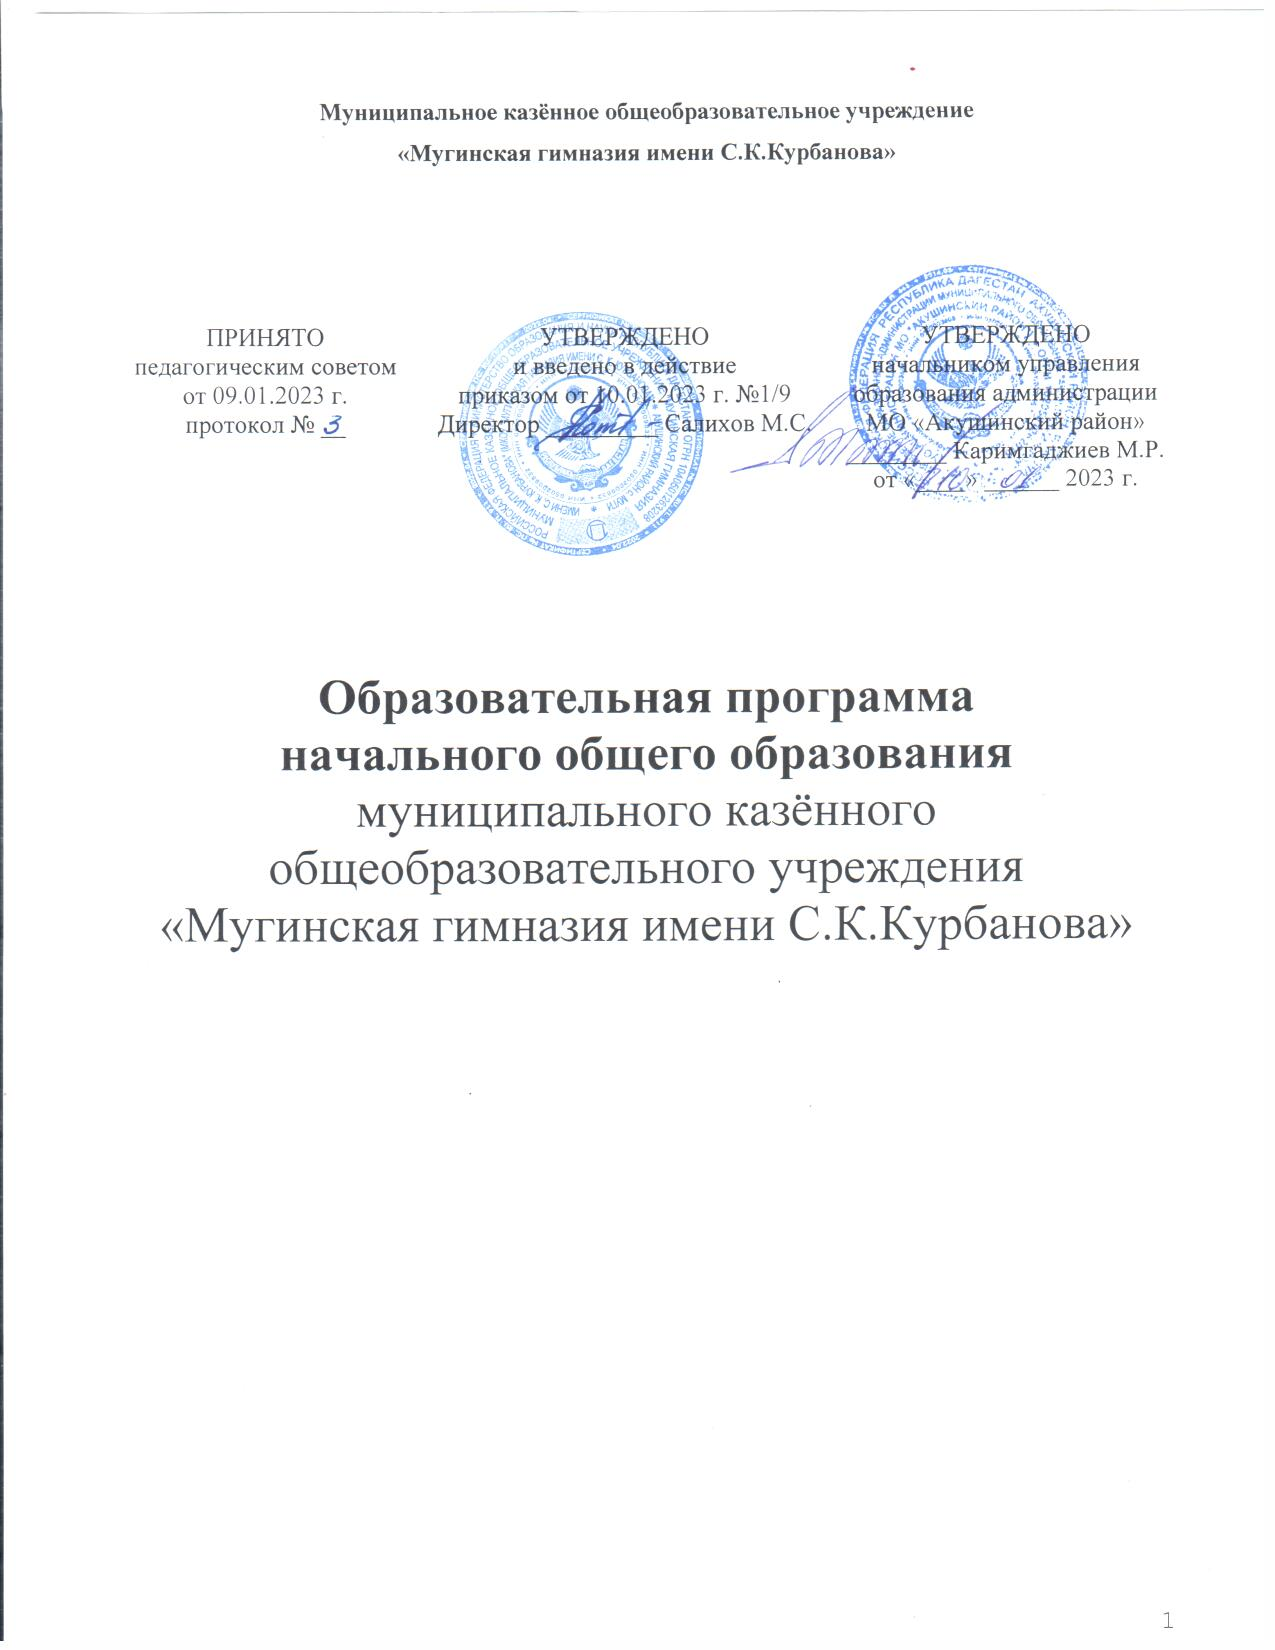 Муниципальное казённое общеобразовательное учреждение
«Мугинская гимназия имени С.К.Курбанова»
ПРИНЯТО
педагогическим советом
от 09.01.2023 г.
протокол № 3
УТВЕРЖДЕНО
и введено в действие
приказом от 10.01.2023 г. №1/9
Директор Салихов М.С.
УТВЕРЖДЕНО
начальником управления
образования администрации
МО «Акушинский район»
Каримгаджиев М.Р.
от « » 01 2023 г.
Образовательная программа
начального общего образования
муниципального казённого
общеобразовательного учреждения
«Мугинская гимназия имени С.К.Курбанова»
1